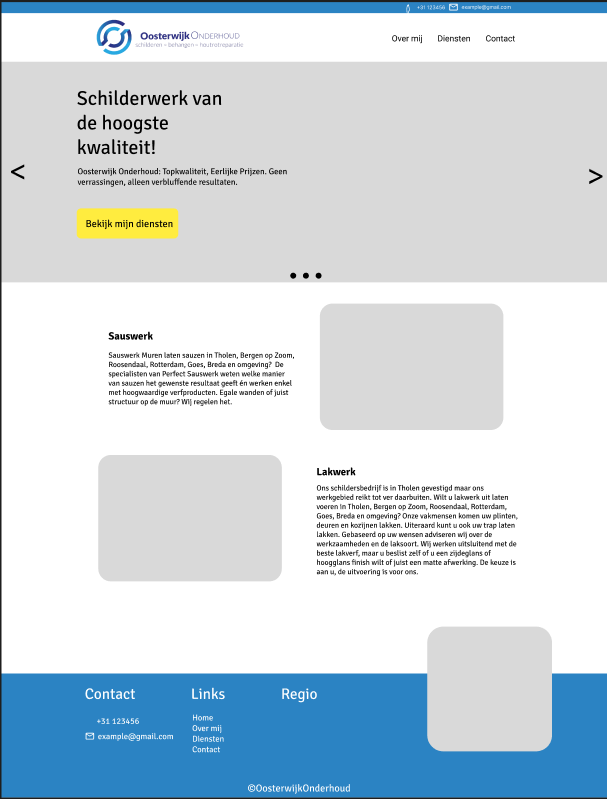 +31 123456 example@gmail.com
OosterwijkONDERHOUD
schilderen • behangen • houtrotreparatie
Over mij Diensten Contact
Schilderwerk van
de hoogste
kwaliteit!
Oosterwijk Onderhoud: Topkwaliteit, Eerlijke Prijzen. Geen
verrassingen, alleen verbluffende resultaten.
< >
Bekijk mijn diensten
Sauswerk
Sauswerk Muren laten sauzen in Tholen, Bergen op Zoom,
Roosendaal, Rotterdam, Goes, Breda en omgeving? De
specialisten van Perfect Sauswerk weten welke manier
van sauzen het gewenste resultaat geeft én werken enkel
met hoogwaardige verfproducten. Egale wanden of juist
structuur op de muur? Wij regelen het.
Lakwerk
Ons schildersbedrijf is in Tholen gevestigd maar ons
werkgebied reikt tot ver daarbuiten. Wilt u lakwerk uit laten
voeren in Tholen, Bergen op Zoom, Roosendaal, Rotterdam,
Goes, Breda en omgeving? Onze vakmensen komen uw plinten,
deuren en kozijnen lakken. Uiteraard kunt u ook uw trap laten
lakken. Gebaseerd op uw wensen adviseren wij over de
werkzaamheden en de laksoort. Wij werken uitsluitend met de
beste lakverf, maar u beslist zelf of u een zijdeglans of
hoogglans finish wilt of juist een matte afwerking. De keuze is
aan u, de uitvoering is voor ons.
Contact
+31 123456
example@gmail.com
Links
Home
Over mij
Diensten
Contact
Regio
©OosterwijkOnderhoud